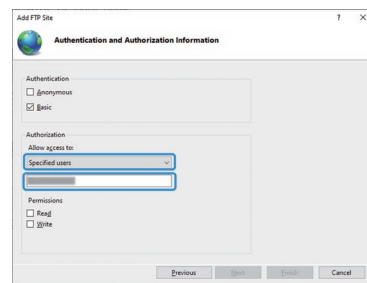 Add FTP Site
? ×
Authentication and Authorization Information
Authentication
Anonymous
Basic
Authorization
Allow access to:
Specified users
Permissions
Read
Write
Previous
Next
Finish
Cancel